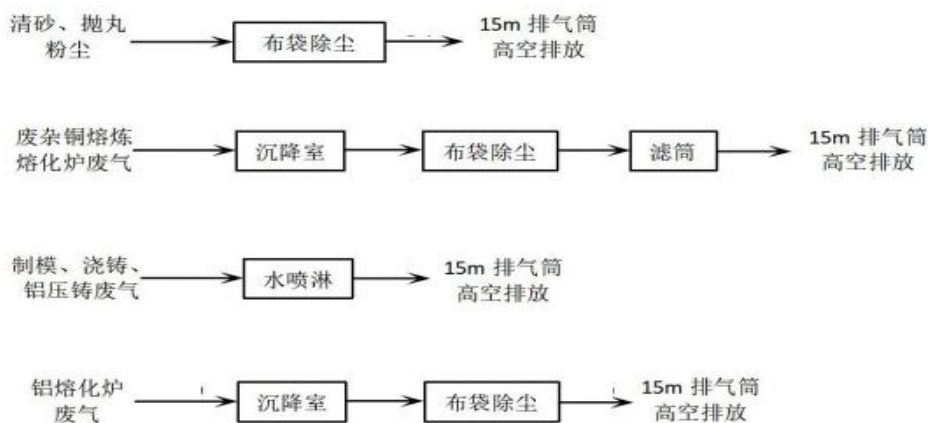 清砂、抛丸
粉尘
布袋除尘
15m 排气筒
高空排放
废杂铜熔炼
熔化炉废气
沉降室
布袋除尘
滤筒
15m 排气筒
高空排放
制模、浇铸、
铝压铸废气
水喷淋
15m 排气筒
高空排放
铝熔化炉
废气
沉降室
布袋除尘
15m 排气筒
高空排放